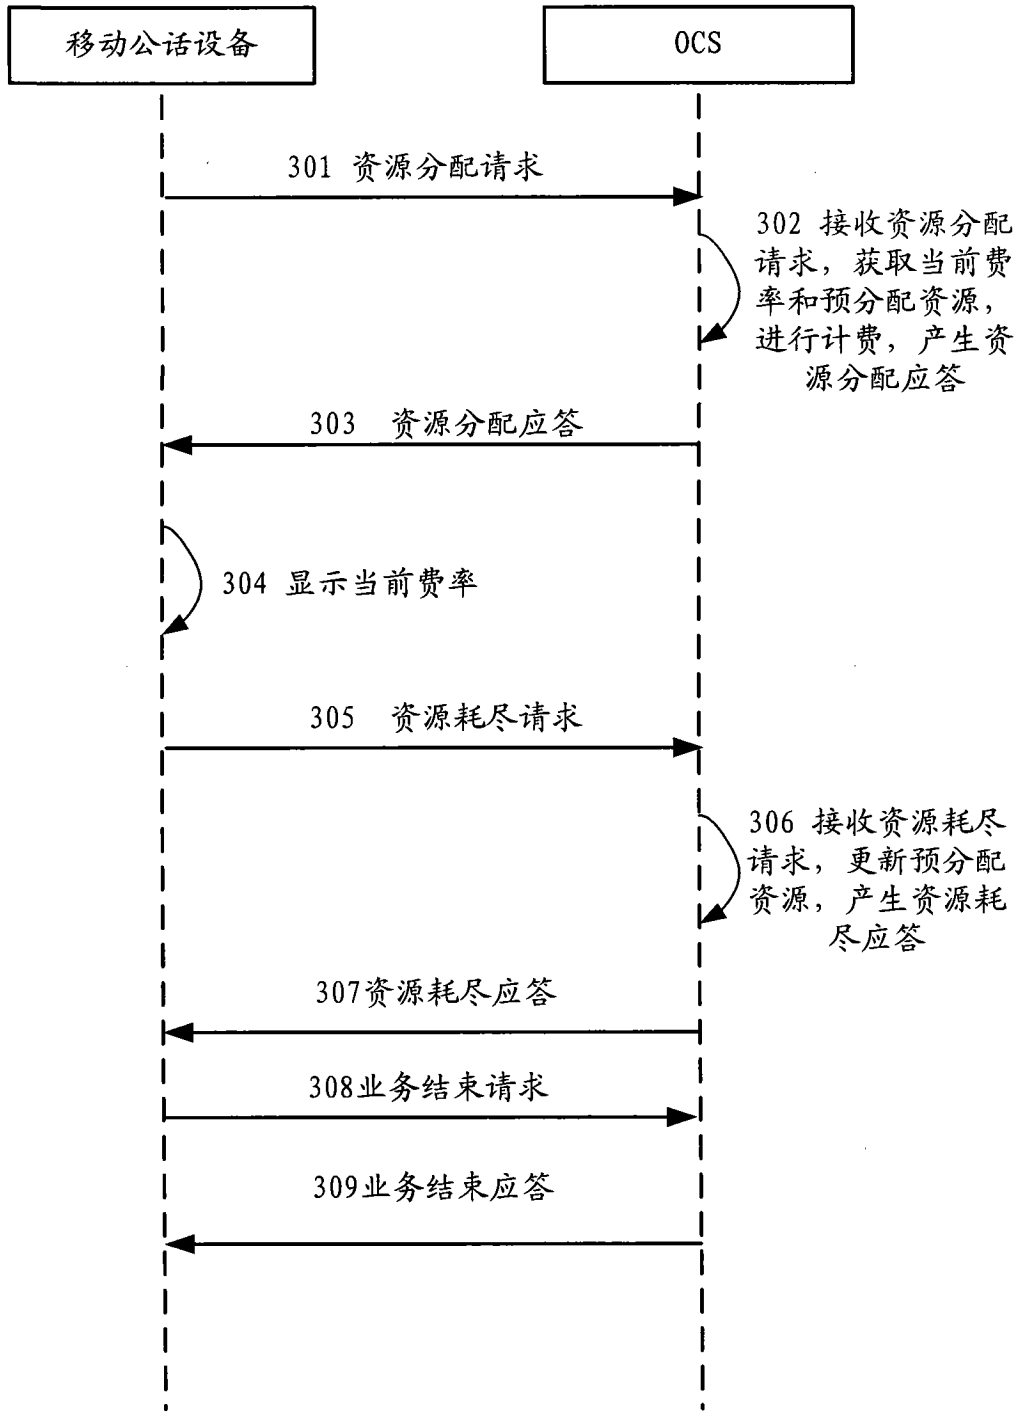 移动公话设备
OCS
301 资源分配请求
302 接收资源分配
请求，获取当前费
率和预分配资源，
进行计费，产生资
源分配应答
303 资源分配应答
304 显示当前费率
305 资源耗尽请求
306 接收资源耗尽
请求，更新预分配
资源，产生资源耗
尽应答
307资源耗尽应答
308业务结束请求
309业务结束应答